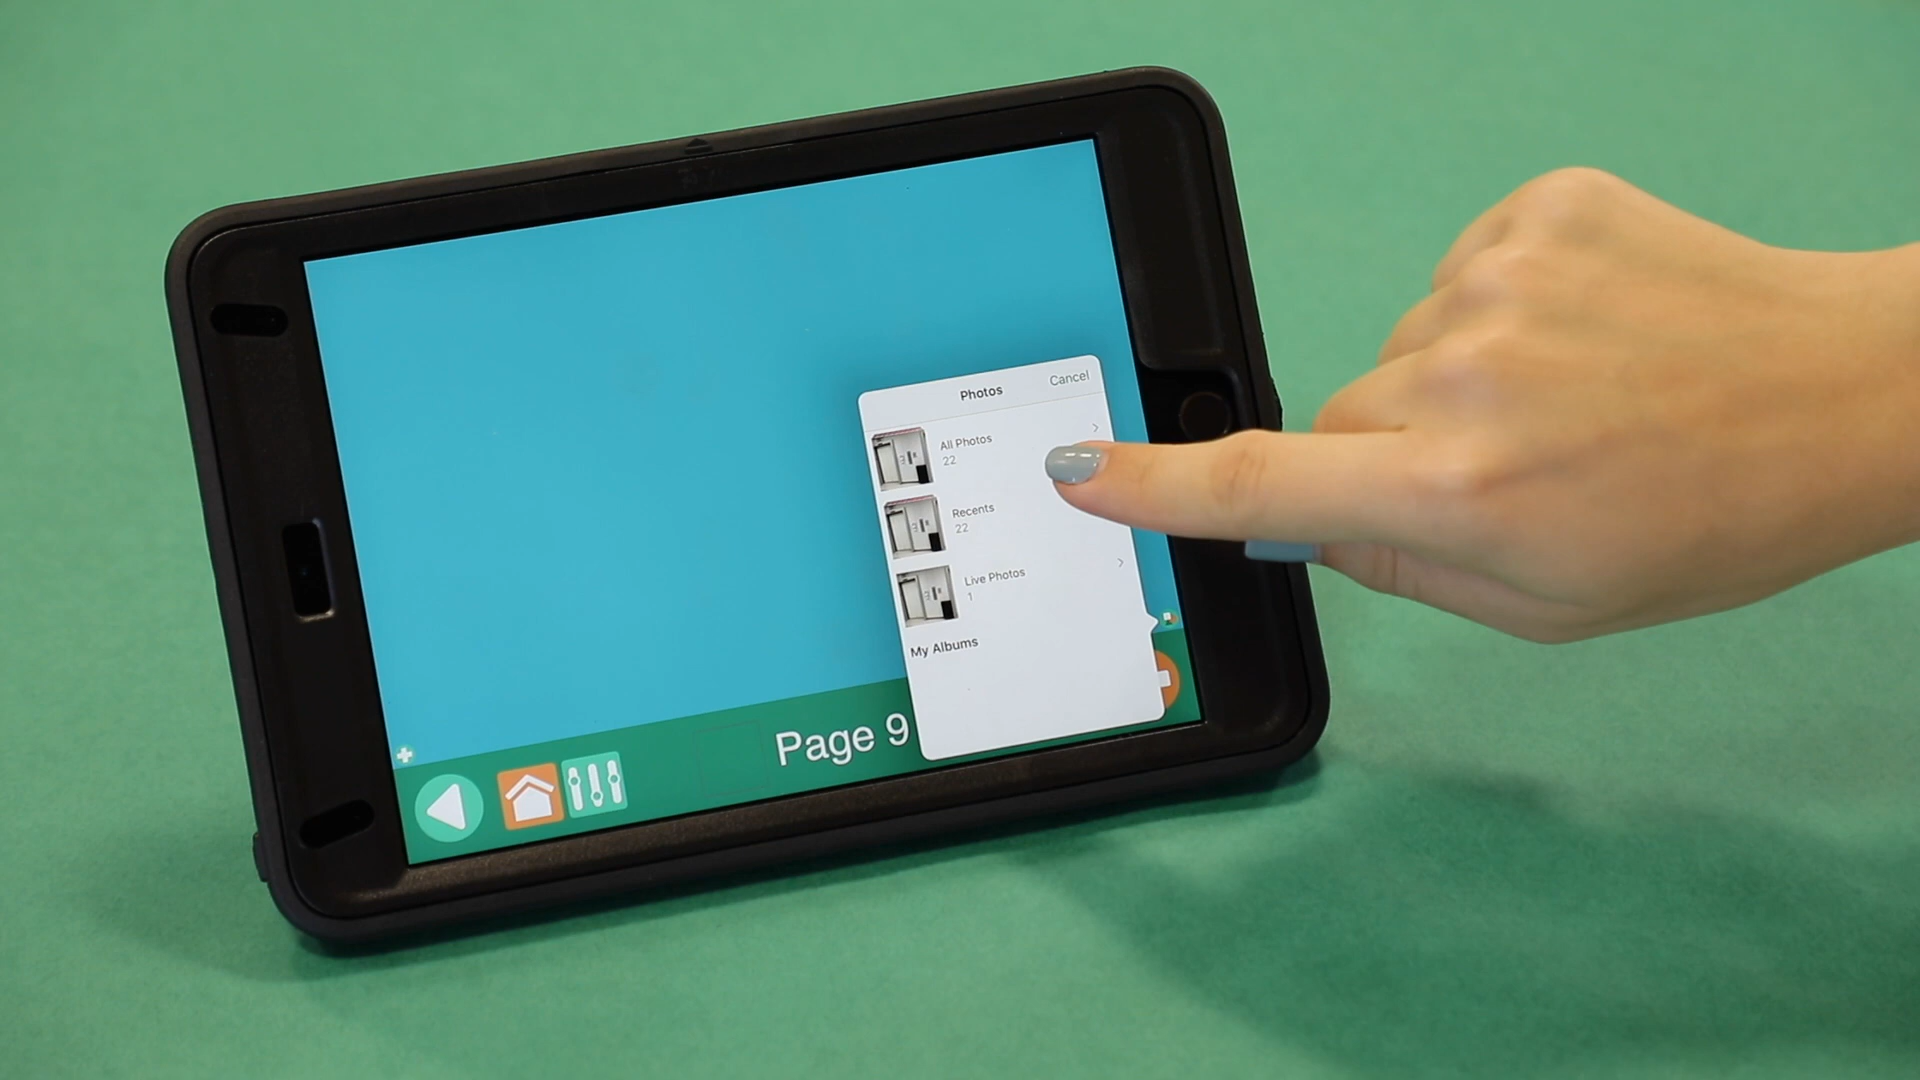 Photos
Cancel
All Photos
22
Recents
22
Live Photos
1
My Albums
Page 9